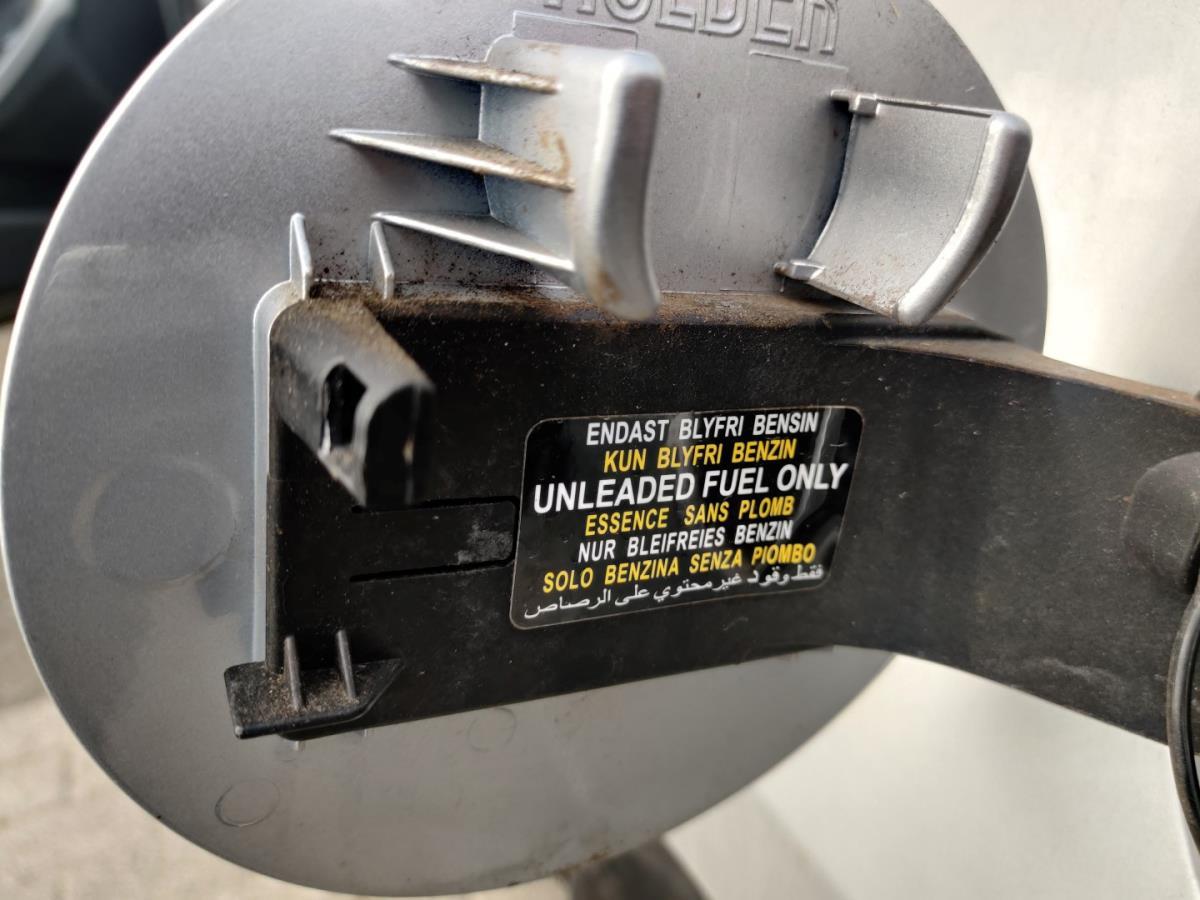 HOLDEN
ENDAST BLYFRI BENSIN
KUN BLYFRI BENZIN
UNLEADED FUEL ONLY
ESSENCE SANS PLOMB
NUR BLEIFREIES BENZIN
SOLO BENZINA SENZA PIOMBO
فقط وقود غير محتوي على الرصاص